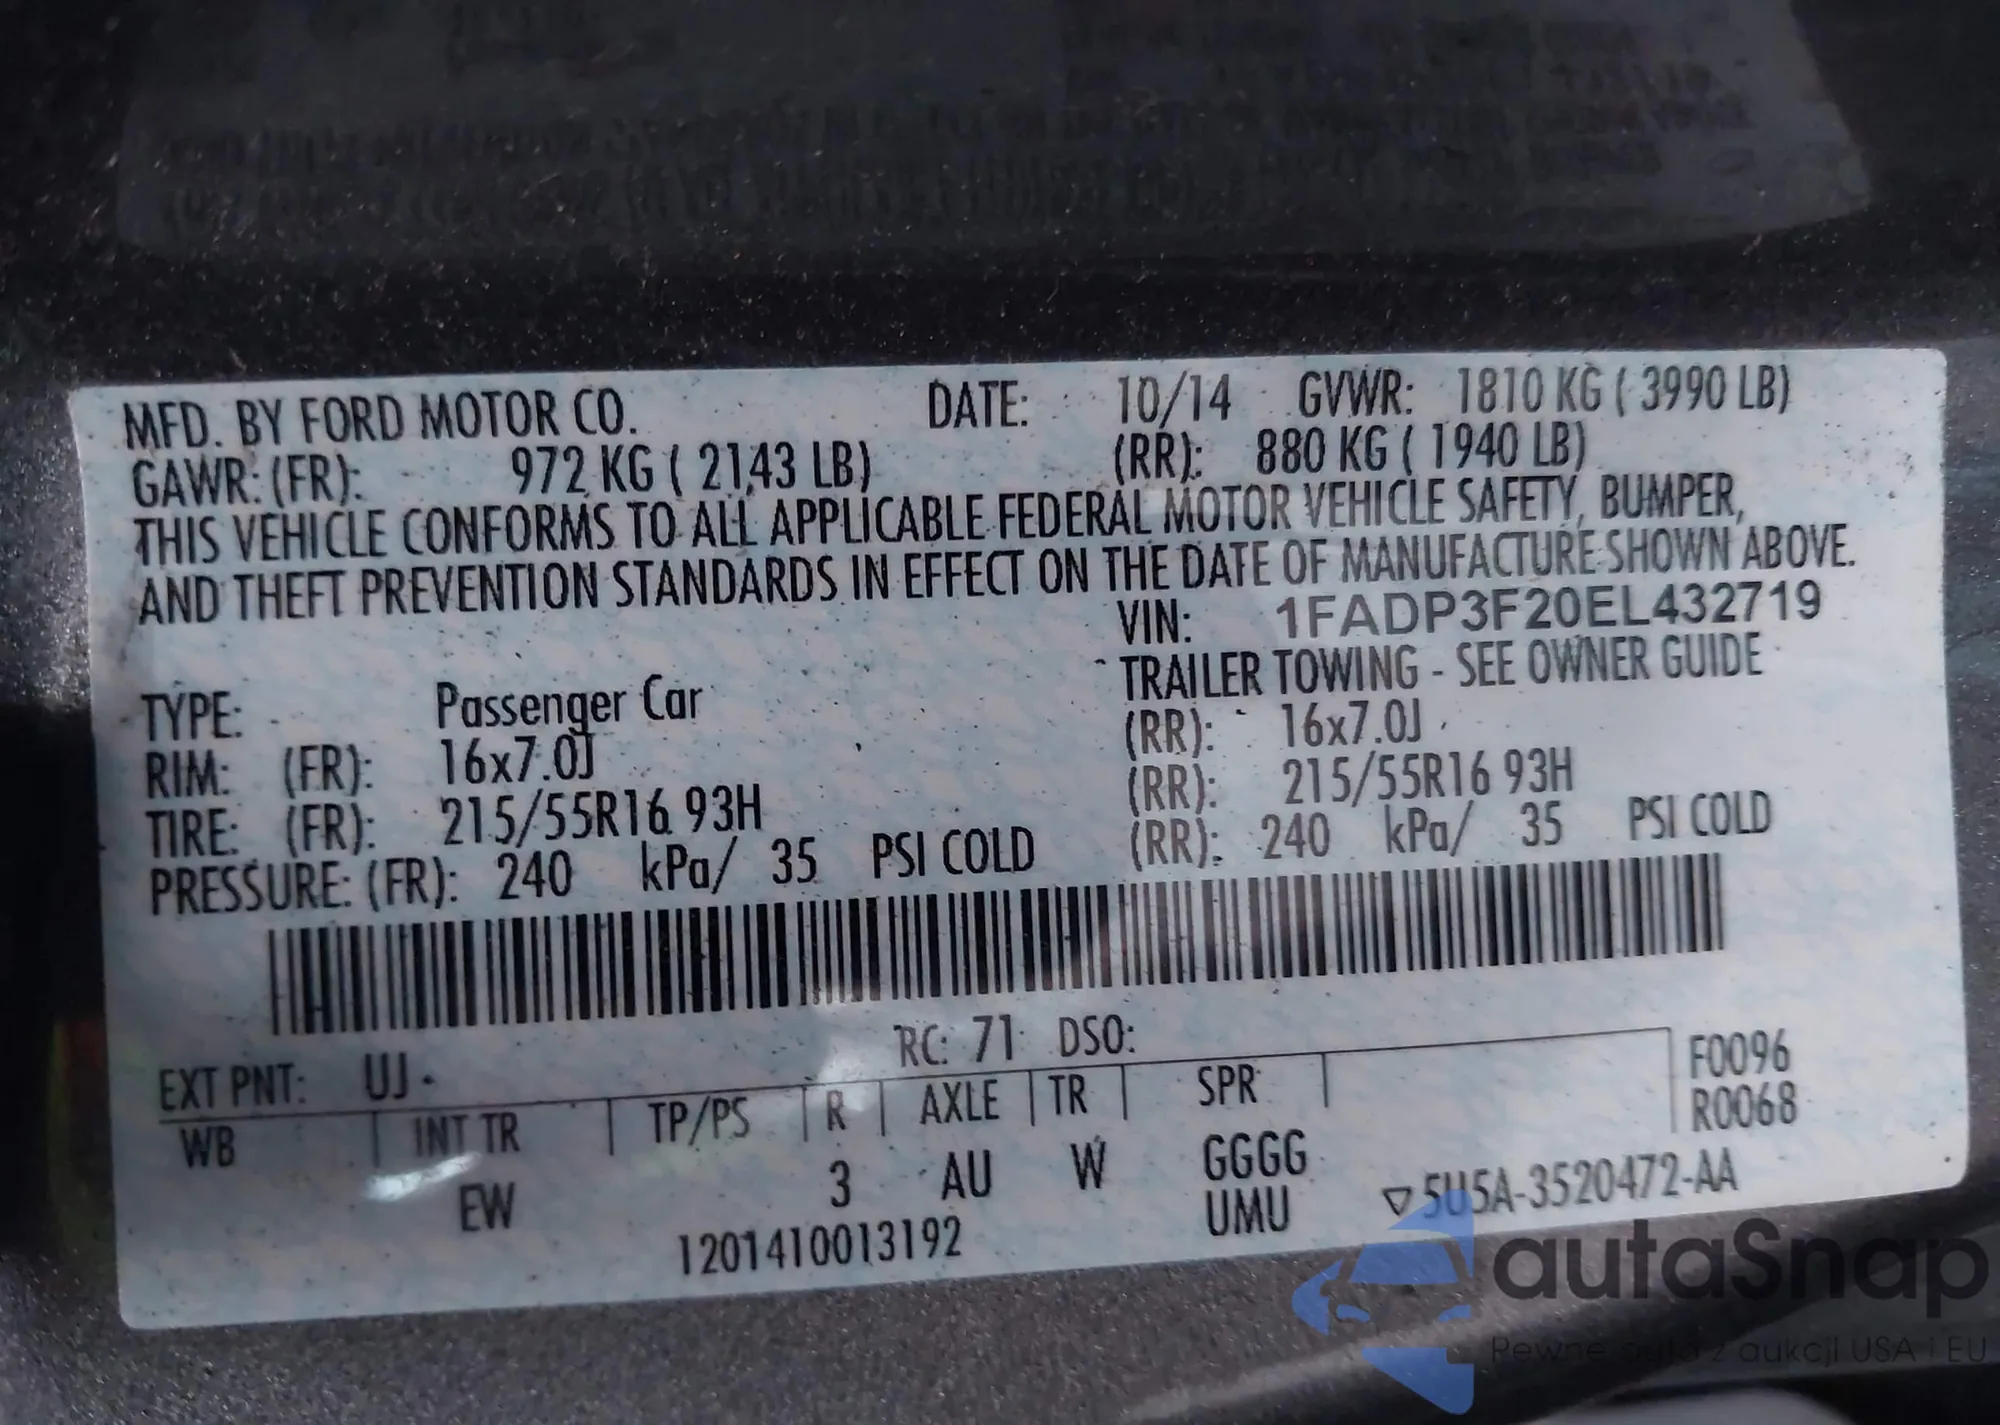 MFD. BY FORD MOTOR CO. DATE: 10/14 GVWR: 1810 KG ( 3990 LB)
GAWR: (FR): 972 KG ( 2143 LB) (RR): 880 KG ( 1940 LB)
THIS VEHICLE CONFORMS TO ALL APPLICABLE FEDERAL MOTOR VEHICLE SAFETY, BUMPER,
AND THEFT PREVENTION STANDARDS IN EFFECT ON THE DATE OF MANUFACTURE SHOWN ABOVE.
VIN: 1FADP3F20EL432719
TYPE: Passenger Car TRAILER TOWING - SEE OWNER GUIDE
RIM: (FR): 16x7.0J (RR): 16x7.0J
TIRE: (FR): 215/55R16 93H (RR): 215/55R16 93H
PRESSURE: (FR): 240 kPa/ 35 PSI COLD (RR): 240 kPa/ 35 PSI COLD
EXT PNT: UJ RC: 71 DSO: F0096
WB INT TR TP/PS R AXLE TR SPR R0068
EW 3 AU W GGGG
UMU
1201410013192 ▽5U5A-3520472-AA
autaSnap
Pewne auta z aukcji USA i EU